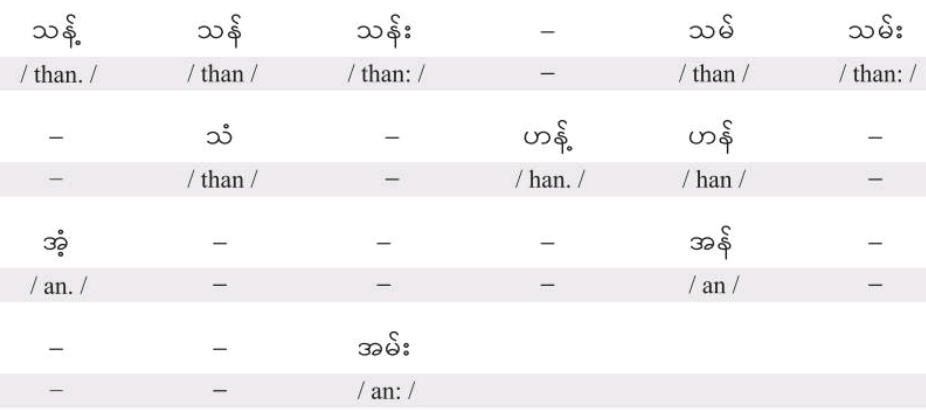 သန့် သန် သန်း – သမ် သမ်း
/ than. / / than / / than: / – / than / / than: /
– သံ – ဟန့် ဟန် –
– / than / – / han. / / han / –
အံ့ – – – အန် –
/ an. / – – – / an / –
– – အမ်း
– – / an: /